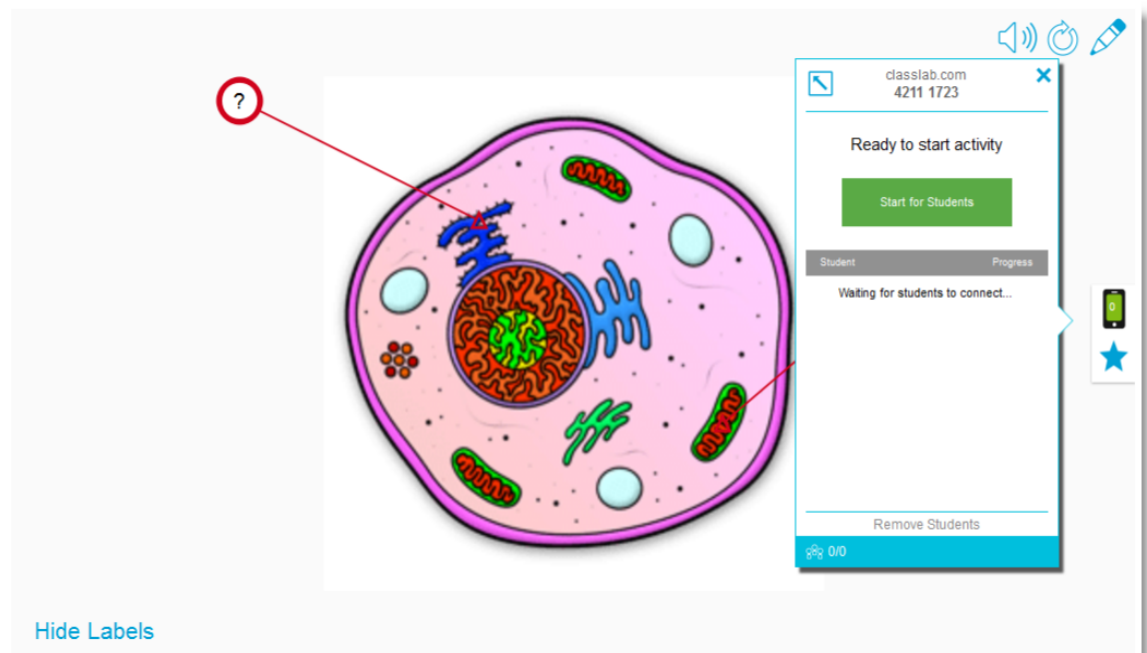 ?
classlab.com
4211 1723
Ready to start activity
Start for Students
Student Progress
Waiting for students to connect...
0
Remove Students
0/0
Hide Labels